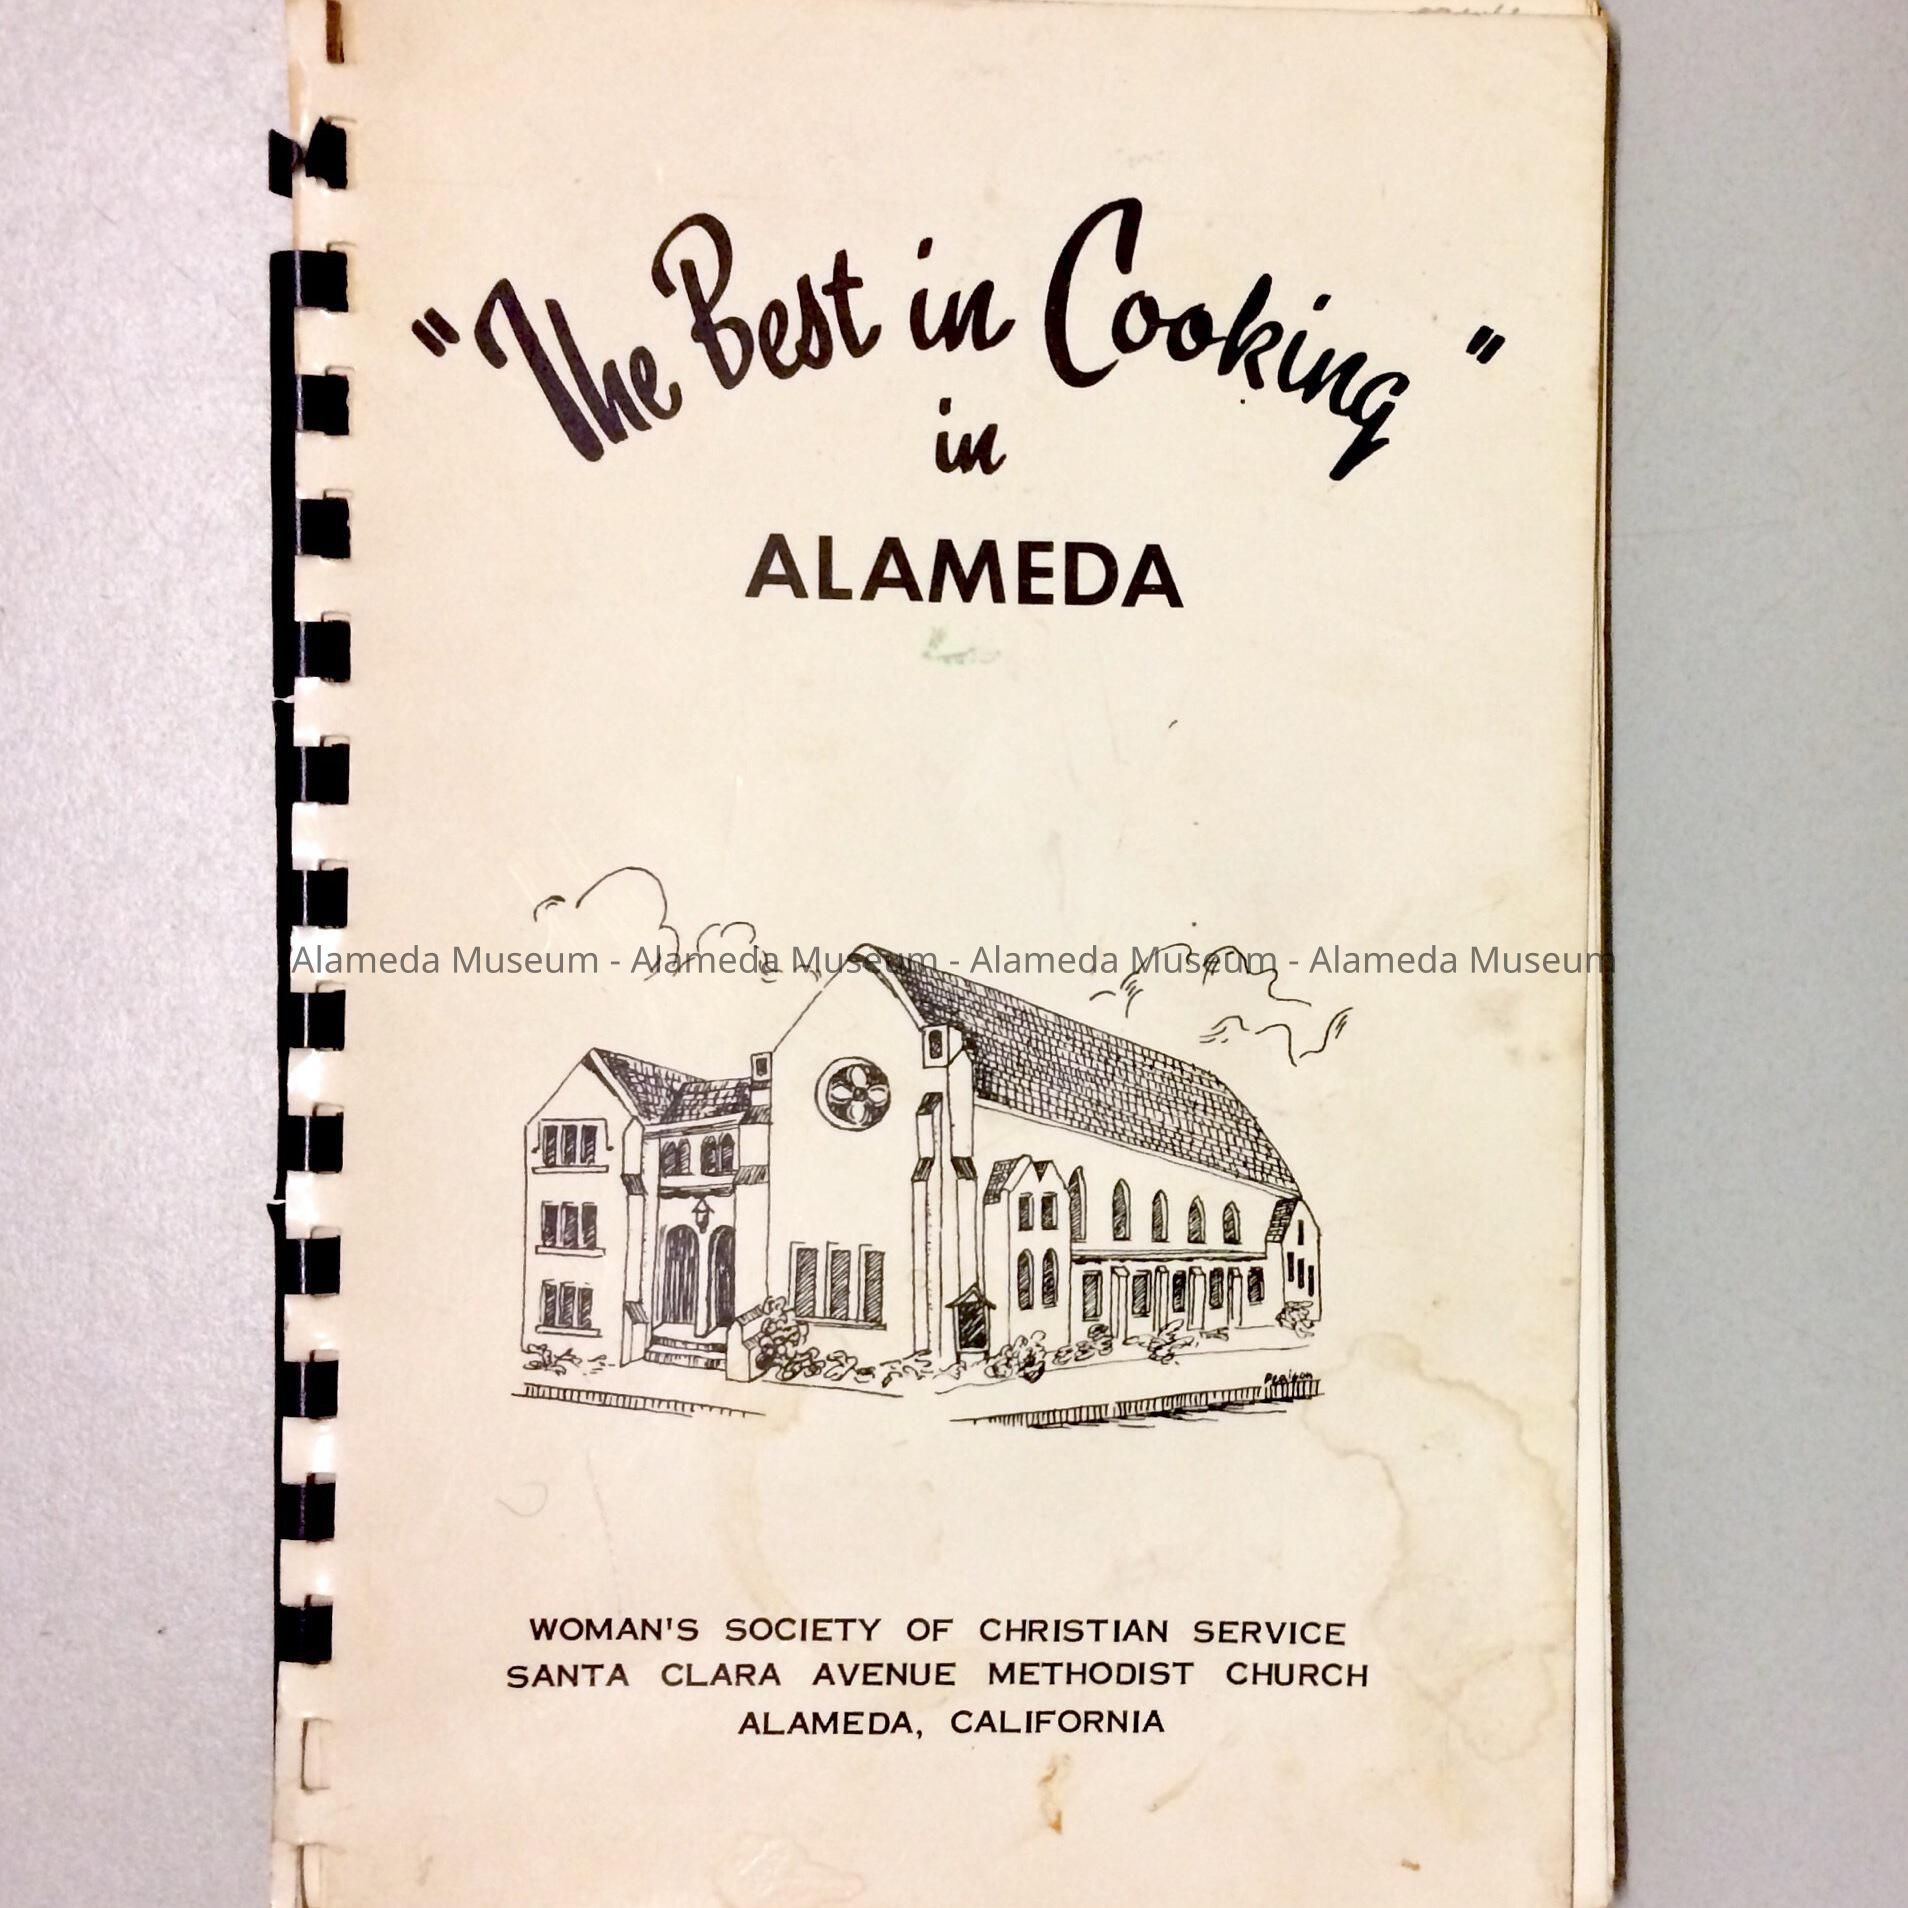 "The Best in Cooking"
in
ALAMEDA
Alameda Museum - Alameda Museum - Alameda Museum - Alameda Museum
WOMAN'S SOCIETY OF CHRISTIAN SERVICE
SANTA CLARA AVENUE METHODIST CHURCH
ALAMEDA, CALIFORNIA